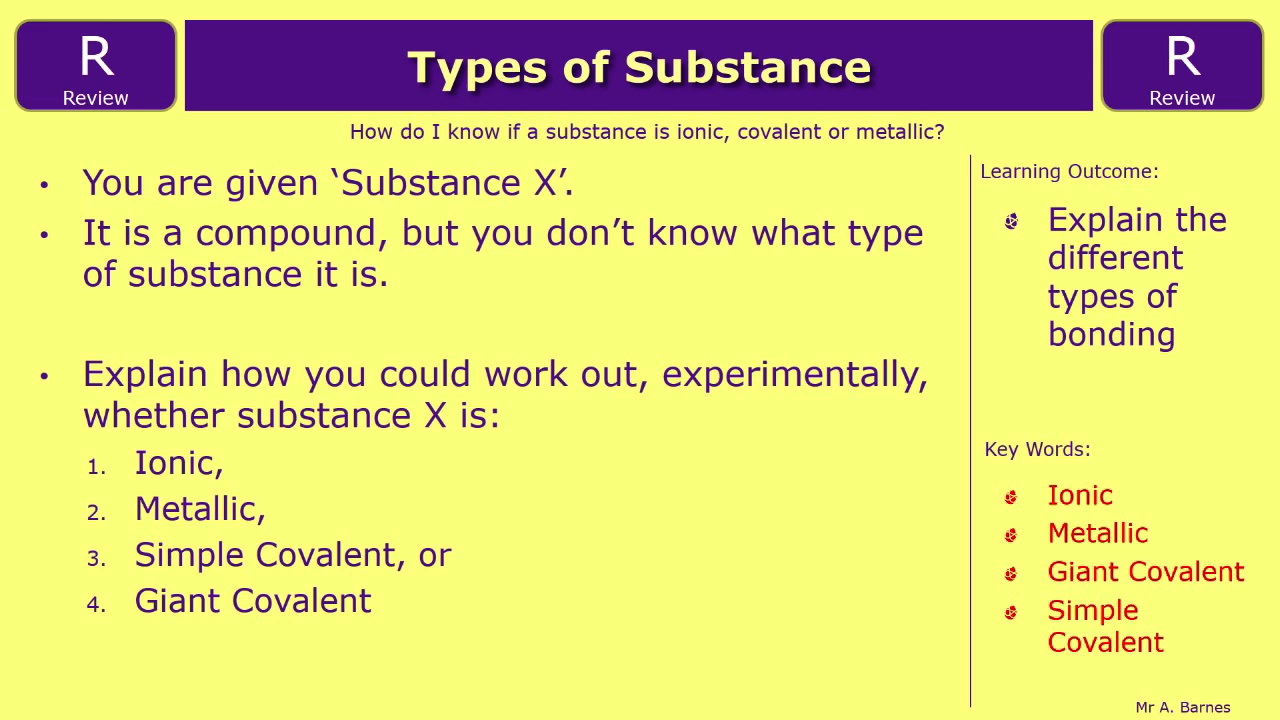 R
Review
Types of Substance
R
Review
How do I know if a substance is ionic, covalent or metallic?
• You are given ‘Substance X’.
• It is a compound, but you don’t know what type
of substance it is.
• Explain how you could work out, experimentally,
whether substance X is:
1. Ionic,
2. Metallic,
3. Simple Covalent, or
4. Giant Covalent
Learning Outcome:
Explain the
different
types of
bonding
Key Words:
Ionic
Metallic
Giant Covalent
Simple
Covalent
Mr A. Barnes